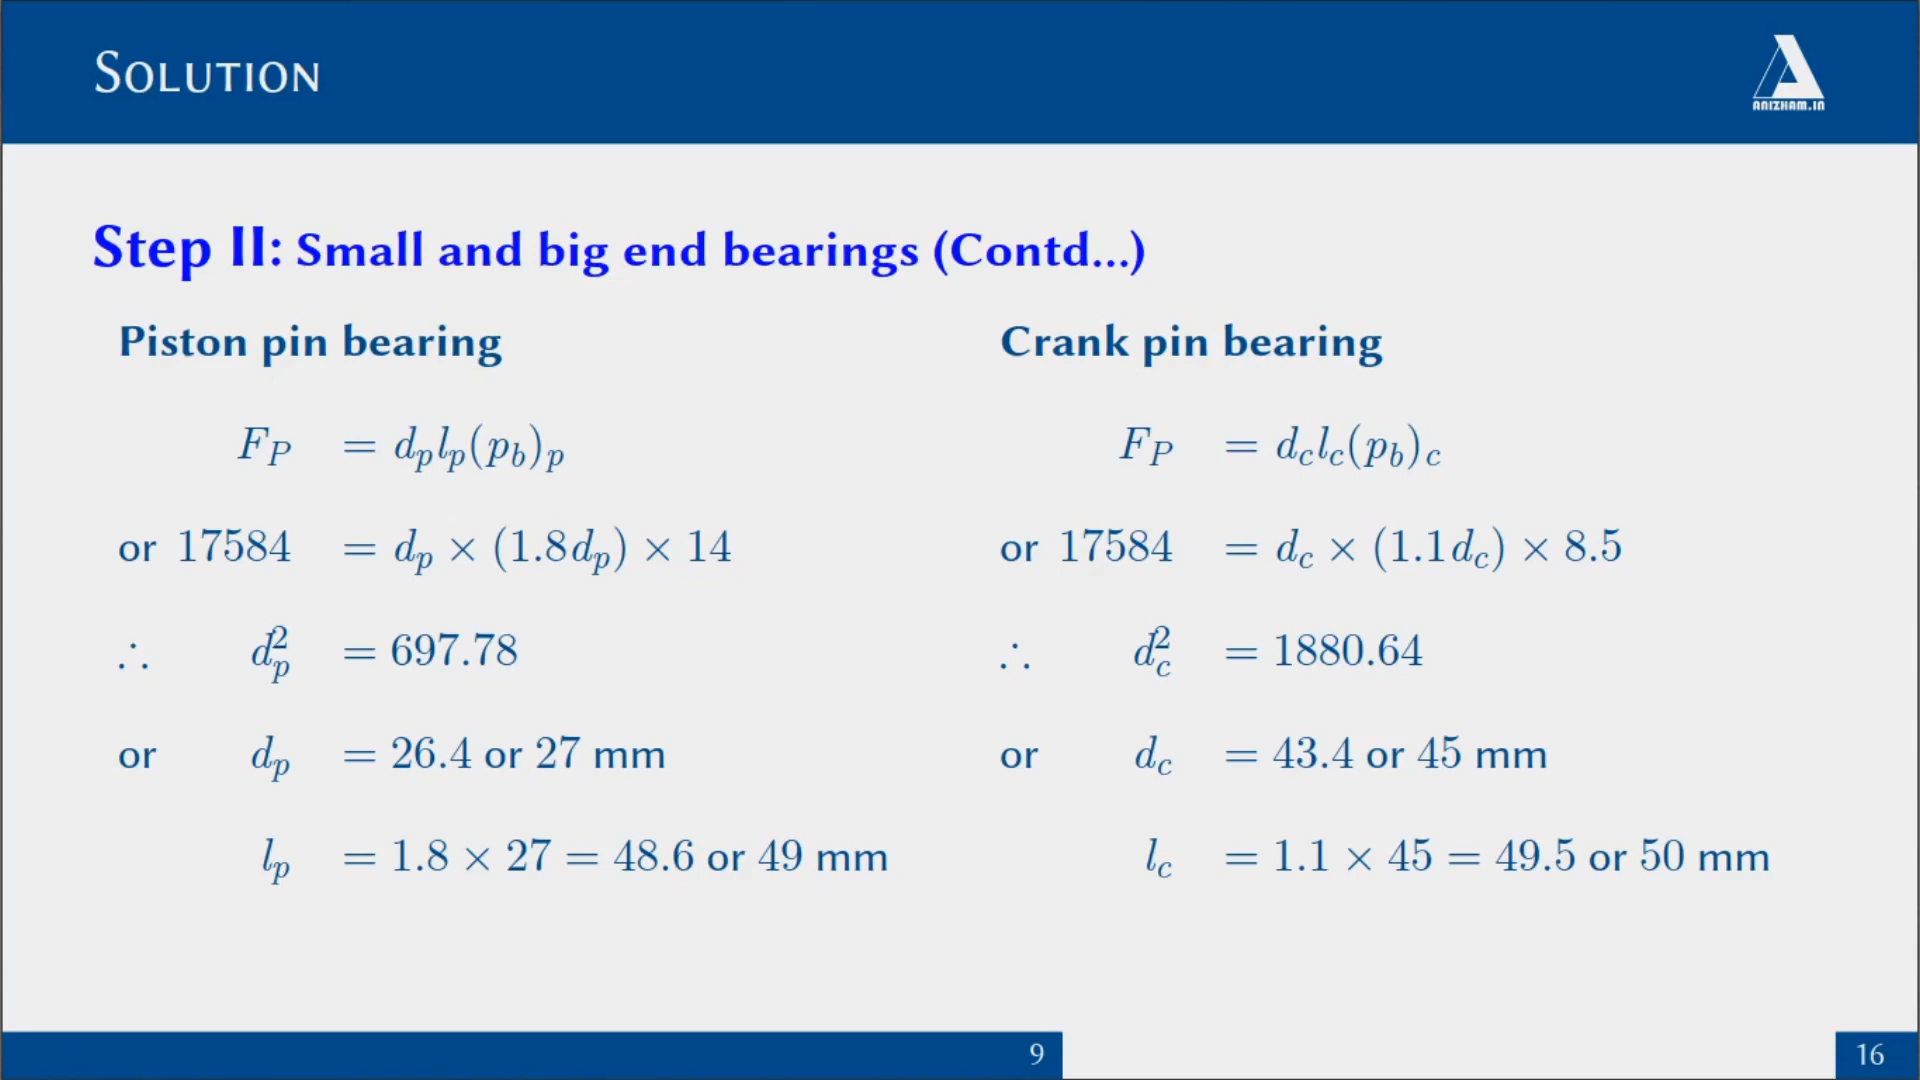 SOLUTION
ANIZHAM.IN
Step II: Small and big end bearings (Contd...)
Piston pin bearing
F_P = d_p l_p (p_b)_p
or 17584 = d_p × (1.8d_p) × 14
∴ d_p^2 = 697.78
or d_p = 26.4 or 27 mm
l_p = 1.8 × 27 = 48.6 or 49 mm
Crank pin bearing
F_P = d_c l_c (p_b)_c
or 17584 = d_c × (1.1d_c) × 8.5
∴ d_c^2 = 1880.64
or d_c = 43.4 or 45 mm
l_c = 1.1 × 45 = 49.5 or 50 mm
9
16